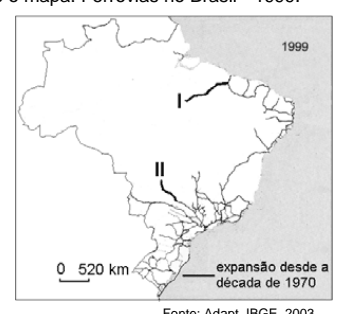 mapa: Ferrovias no Brasil - 1999.
1999
I
II
0 520 km
expansão desde a
década de 1970
Fonte: Adapt. IBGE, 2003